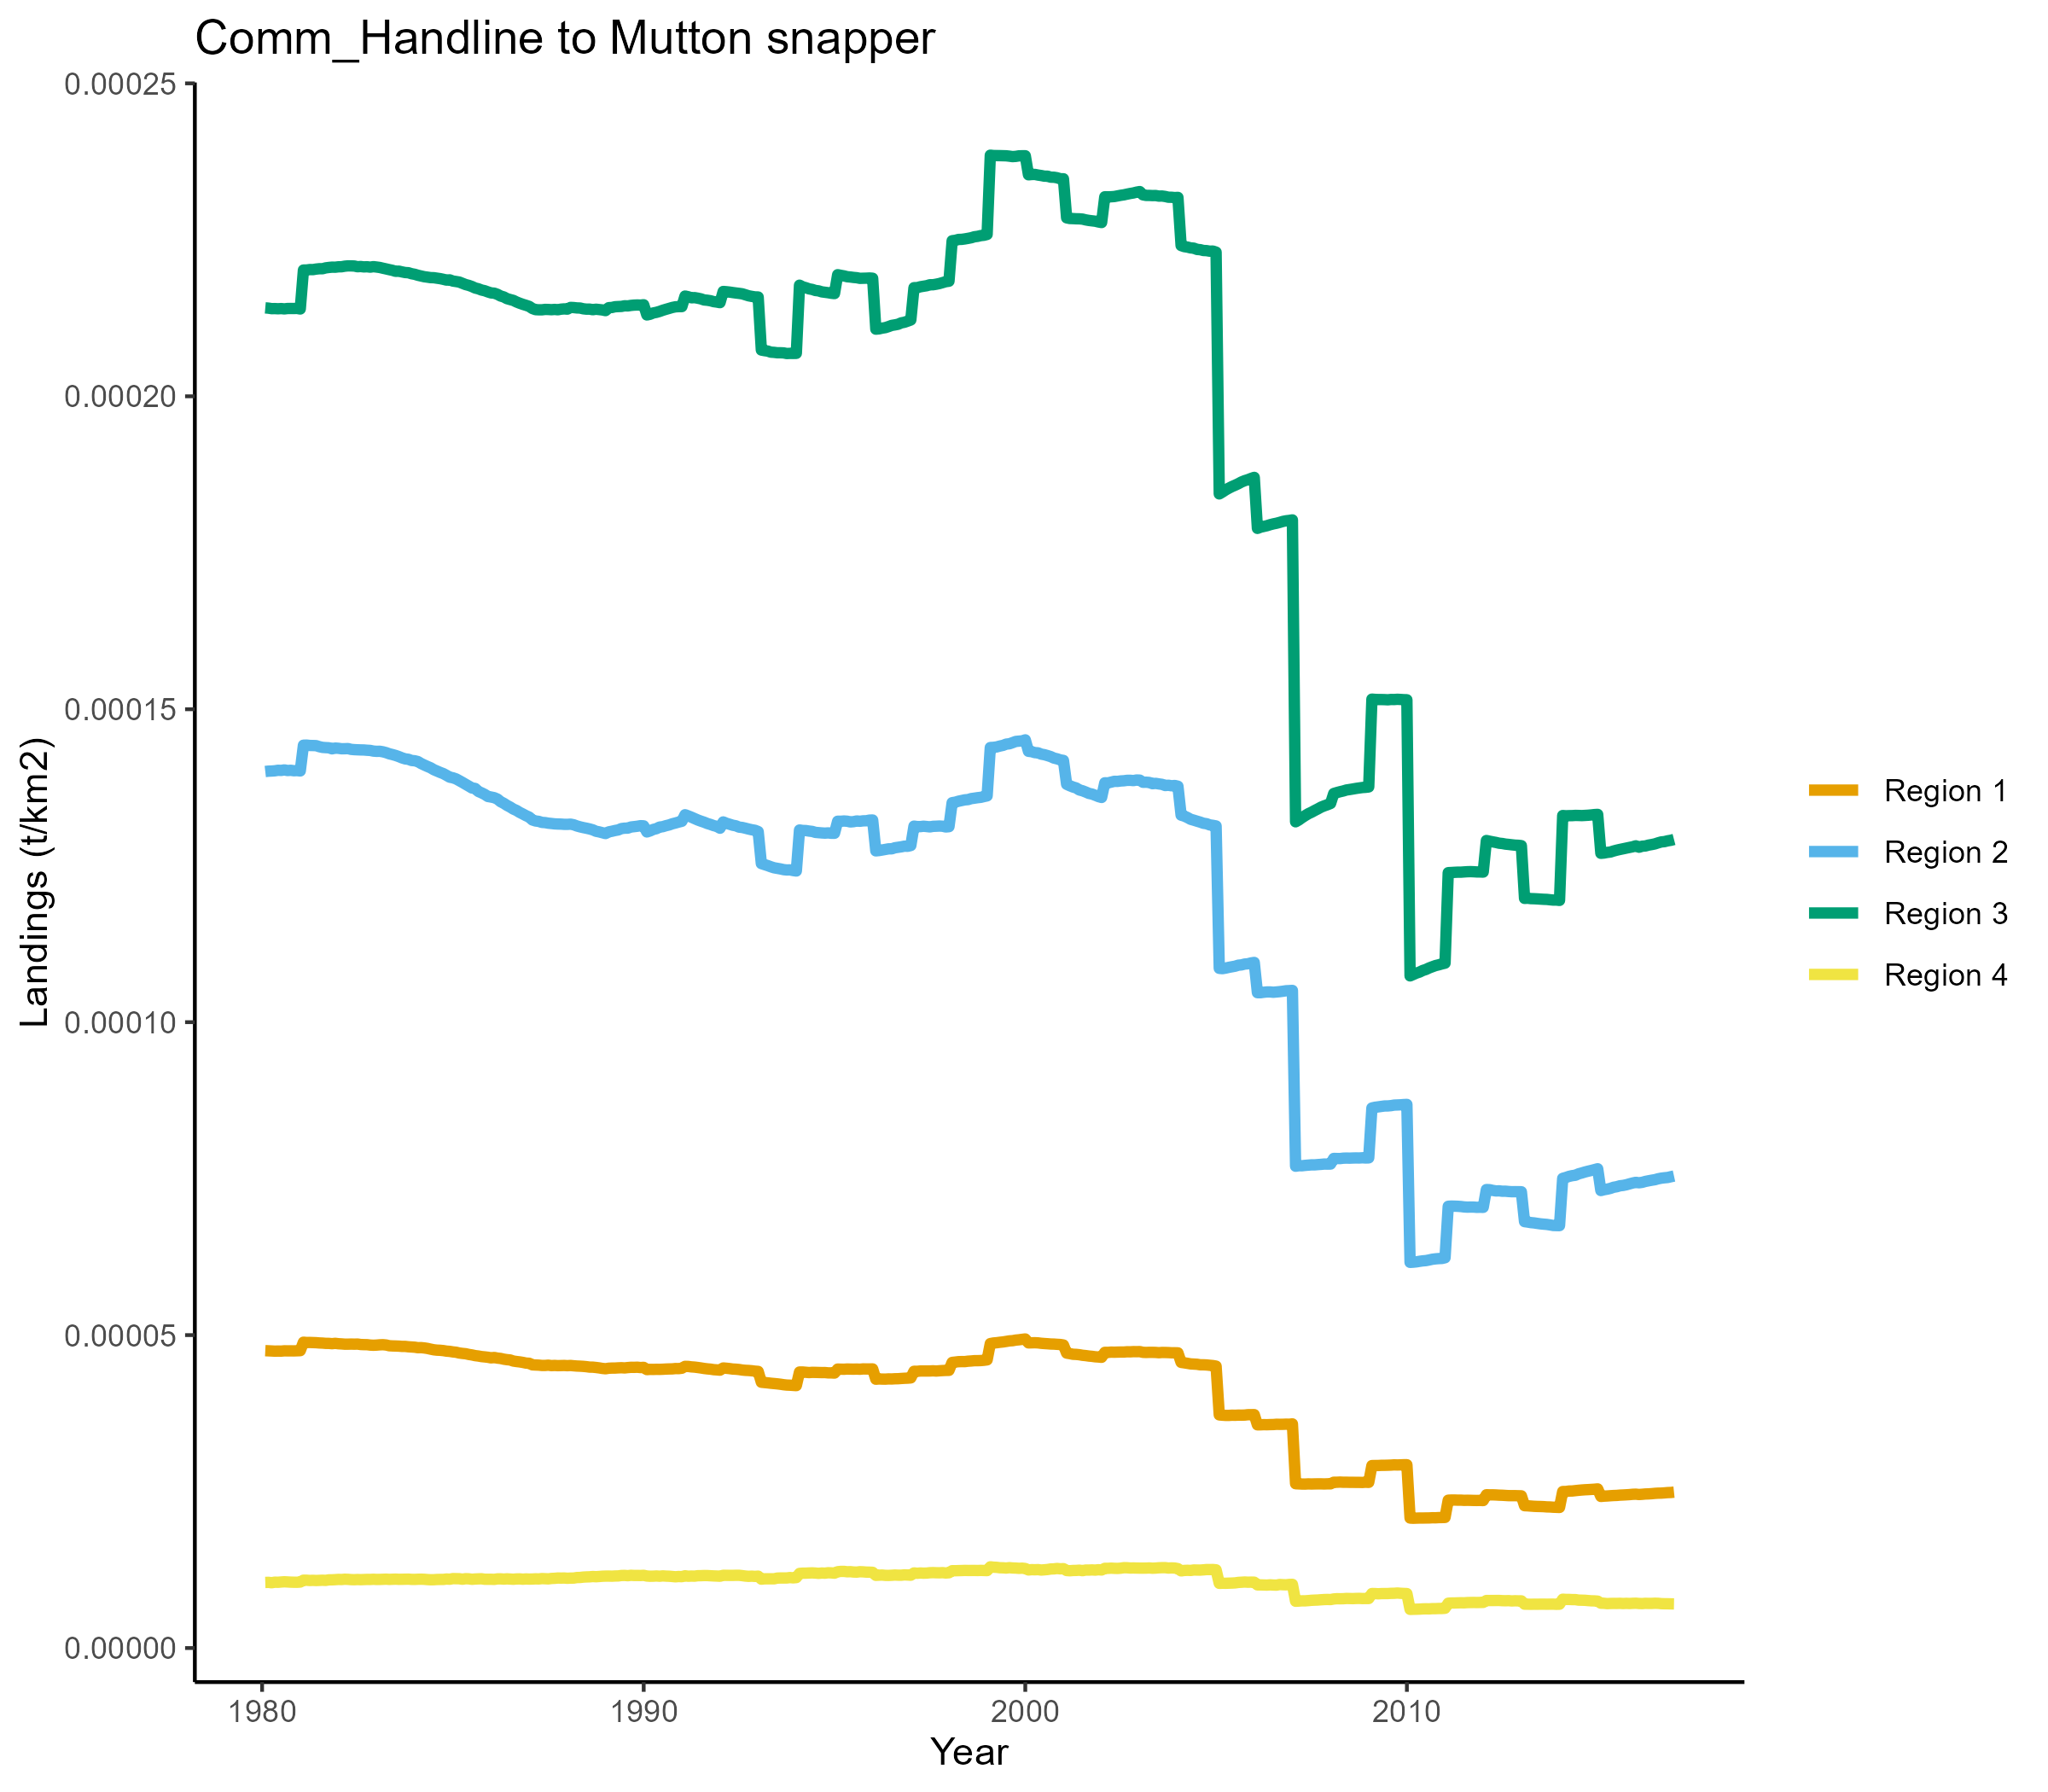 Comm_Handline to Mutton snapper
0.00025
0.00020
0.00015
0.00010
0.00005
0.00000
Landings (t/km2)
1980
1990
2000
2010
Year
Region 1
Region 2
Region 3
Region 4